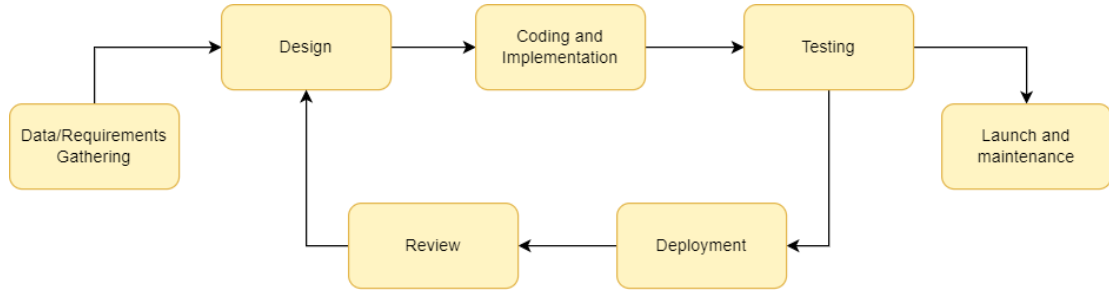 Design
Coding and
Implementation
Testing
Data/Requirements
Gathering
Launch and
maintenance
Review
Deployment